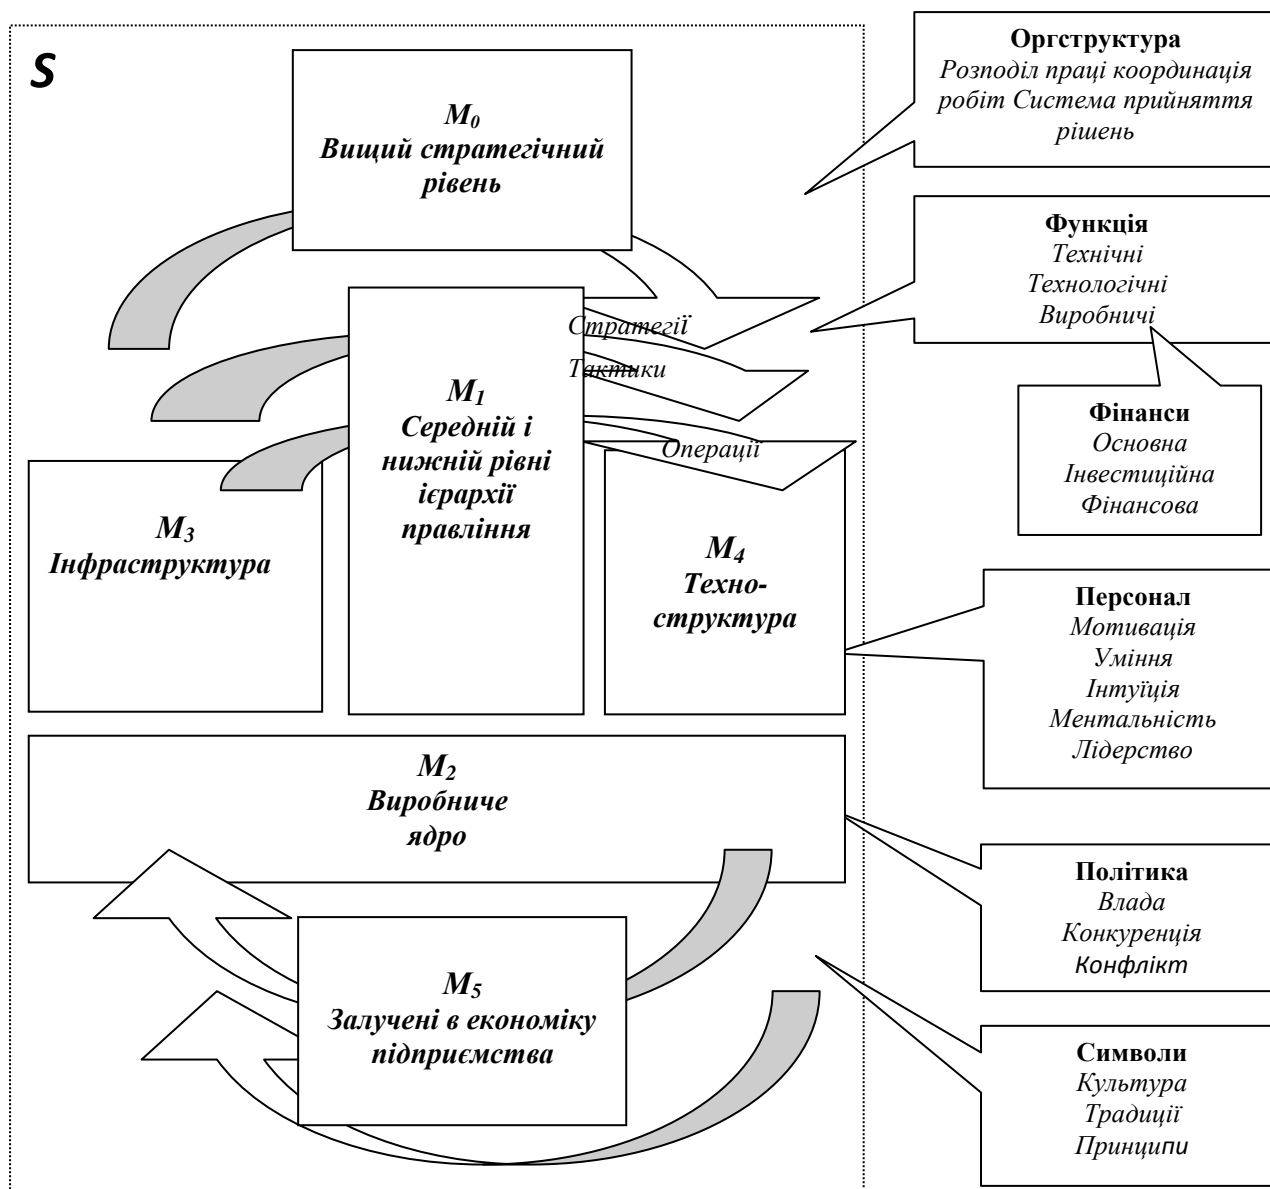 S
M₀
Вищий стратегічний
рівень
Стратегії
Тактики
Операції
M₁
Середній і
нижній рівні
ієрархії
правління
M₃
Інфраструктура
M₄
Техно-
структура
M₂
Виробниче
ядро
M₅
Залучені в економіку
підприємства
Оргструктура
Розподіл праці координація
робіт Система прийняття
рішень
Функція
Технічні
Технологічні
Виробничі
Фінанси
Основна
Інвестиційна
Фінансова
Персонал
Мотивація
Уміння
Інтуїція
Ментальність
Лідерство
Політика
Влада
Конкуренція
Конфлікт
Символи
Культура
Традиції
Принципи